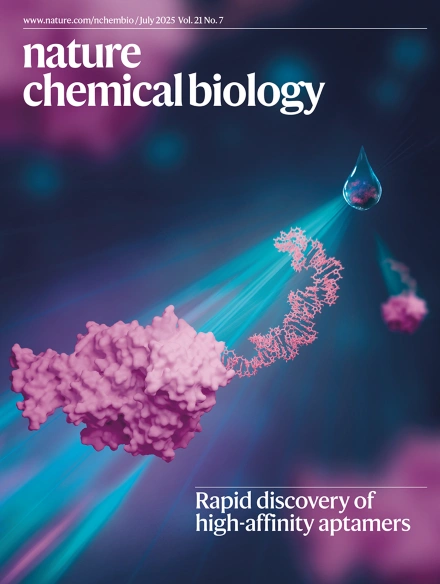 www.nature.com/nchembio / July 2025 Vol. 21 No. 7
nature
chemical biology
Rapid discovery of
high-affinity aptamers